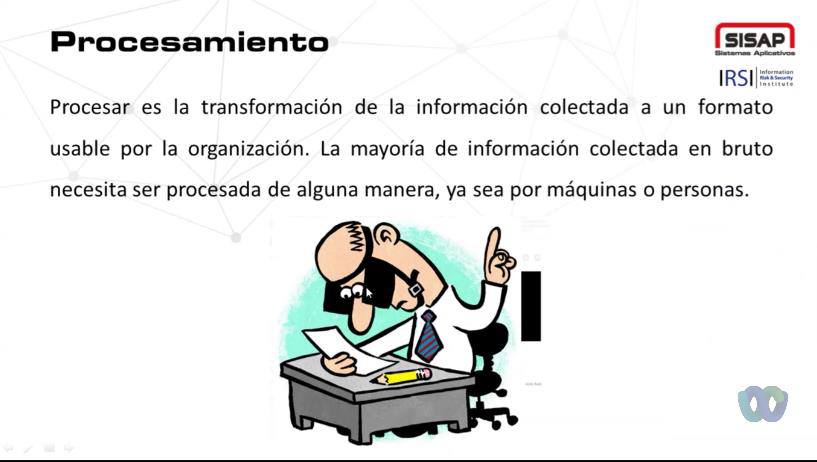 Procesamiento
SISAP
Sistemas Aplicativos
IRSI Information
Risk & Security
Institute
Procesar es la transformación de la información colectada a un formato
usable por la organización. La mayoría de información colectada en bruto
necesita ser procesada de alguna manera, ya sea por máquinas o personas.